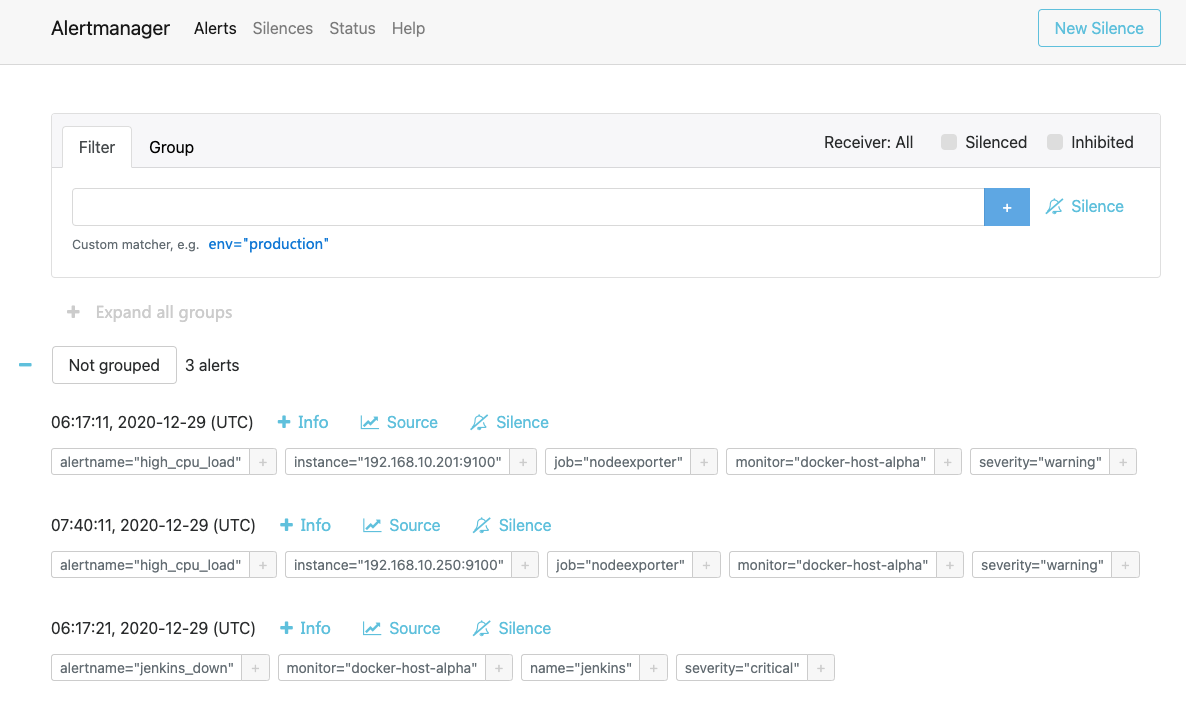 Alertmanager Alerts Silences Status Help New Silence
Filter Group Receiver: All Silenced Inhibited
+ Silence
Custom matcher, e.g. env="production"
+ Expand all groups
− Not grouped 3 alerts
06:17:11, 2020-12-29 (UTC) + Info Source Silence
alertname="high_cpu_load" + instance="192.168.10.201:9100" + job="nodeexporter" + monitor="docker-host-alpha" + severity="warning" +
07:40:11, 2020-12-29 (UTC) + Info Source Silence
alertname="high_cpu_load" + instance="192.168.10.250:9100" + job="nodeexporter" + monitor="docker-host-alpha" + severity="warning" +
06:17:21, 2020-12-29 (UTC) + Info Source Silence
alertname="jenkins_down" + monitor="docker-host-alpha" + name="jenkins" + severity="critical" +